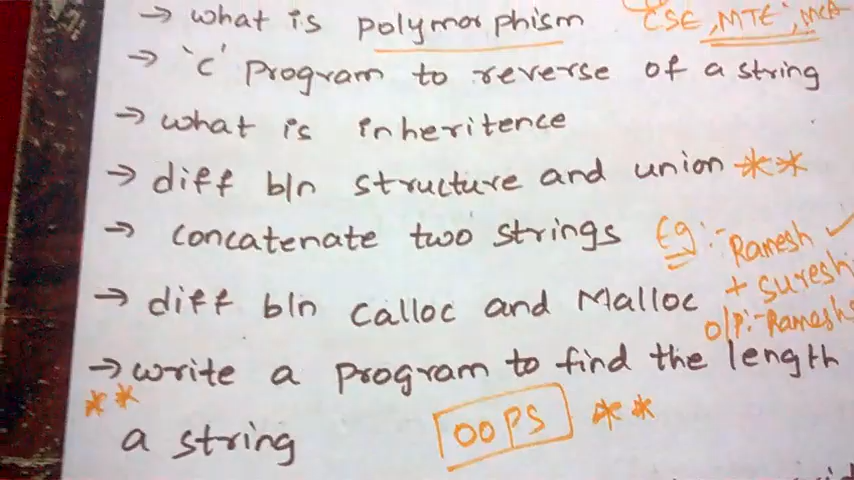 → what is polymorphism CSE, MTE, MCA
→ 'c' program to reverse of a string
→ what is inheritence
→ diff b/n structure and union **
→ concatenate two strings Eg:- Ramesh ✓
+ Suresh
→ diff b/n Calloc and Malloc
o/p:- Ramesh
→ write a program to find the length
** a string OOPS **